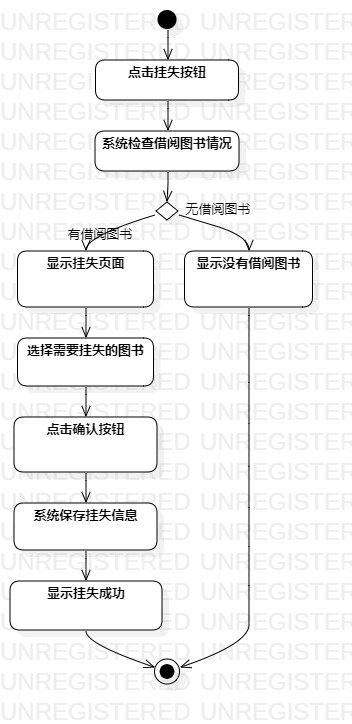 点击挂失按钮
系统检查借阅图书情况
无借阅图书
有借阅图书
显示挂失页面
显示没有借阅图书
选择需要挂失的图书
点击确认按钮
系统保存挂失信息
显示挂失成功
UNREGISTERED